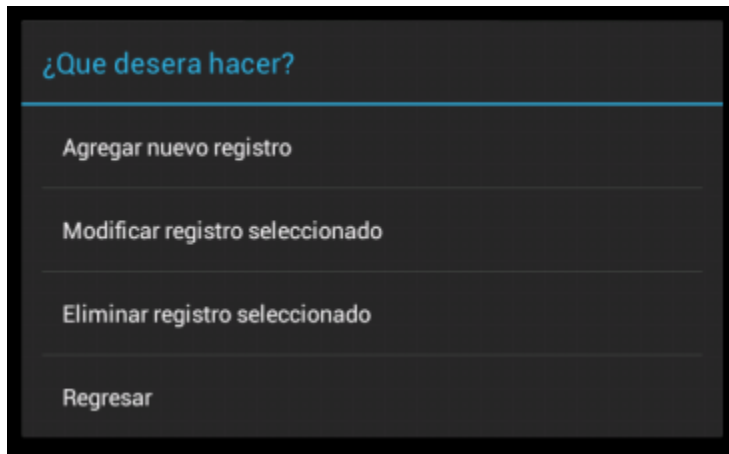 ¿Que desera hacer?
Agregar nuevo registro
Modificar registro seleccionado
Eliminar registro seleccionado
Regresar